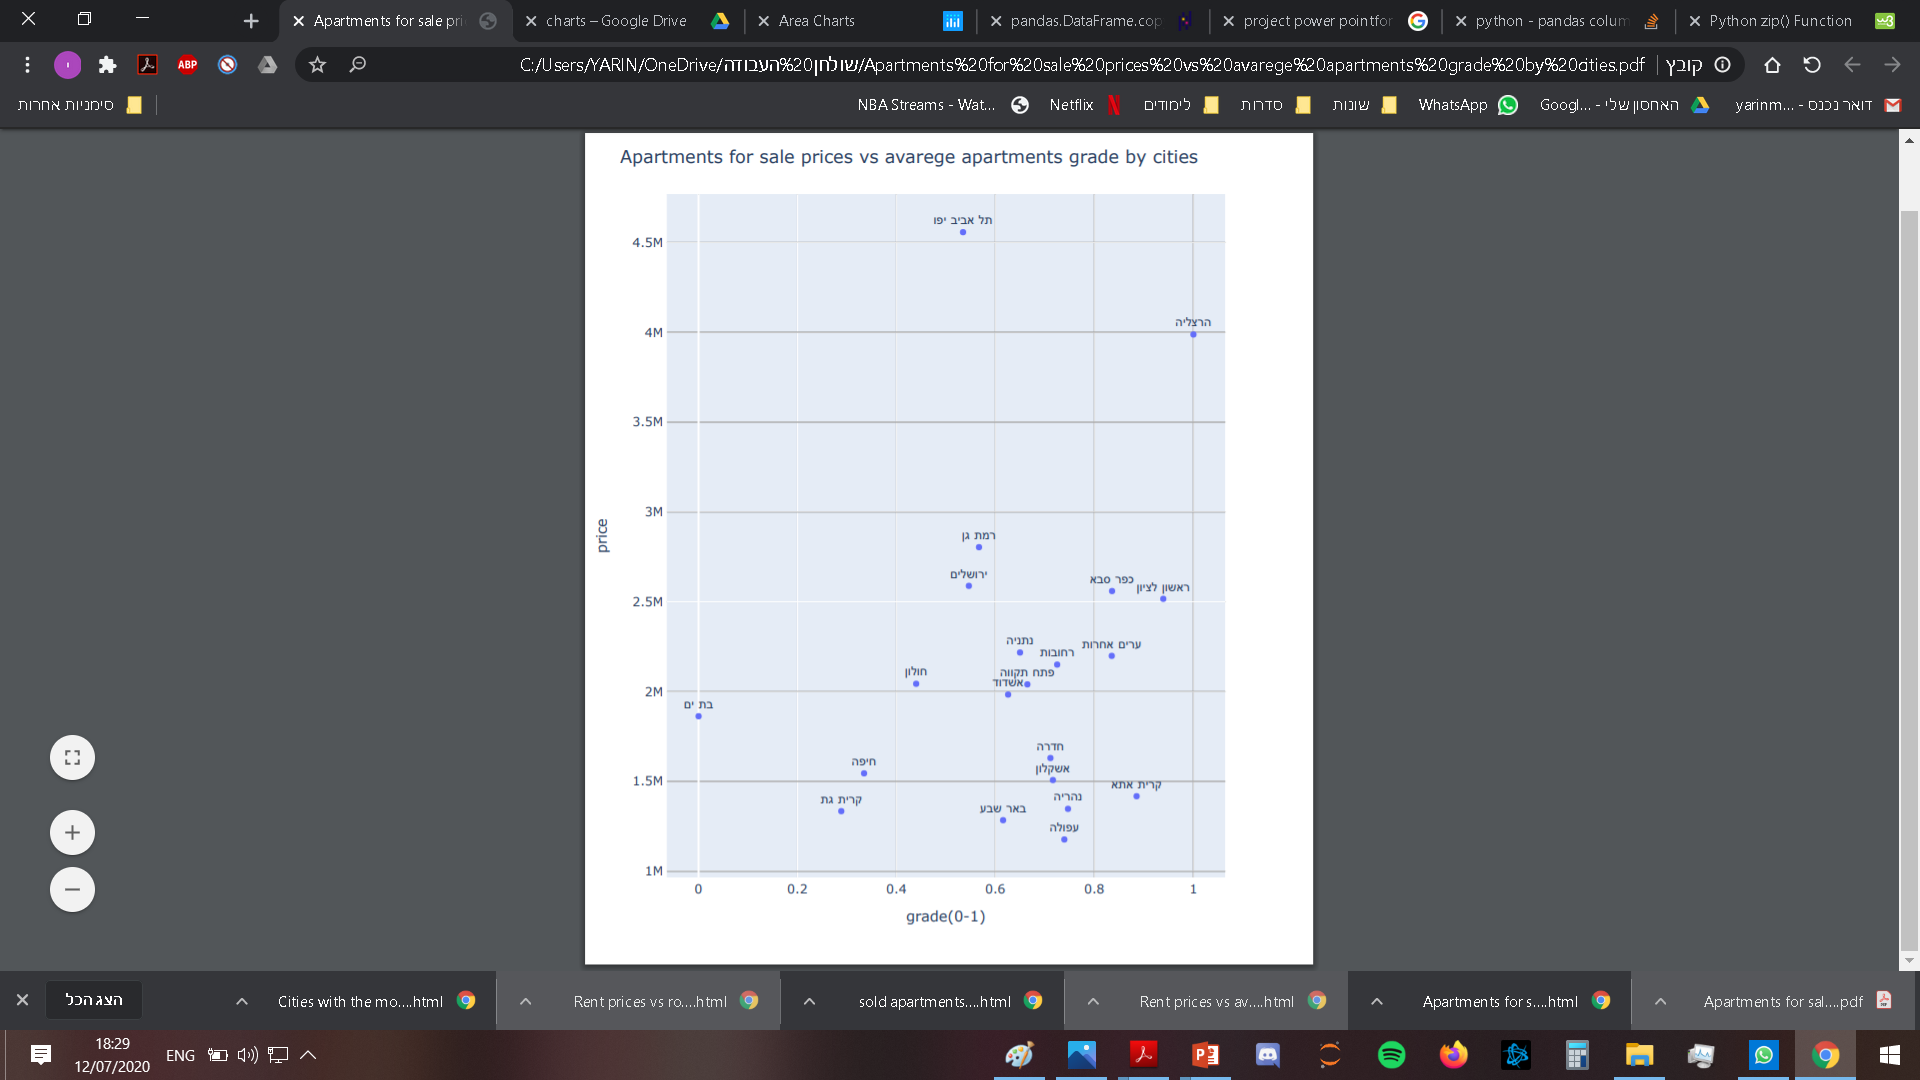 Apartments for sale pri
charts – Google Drive
Area Charts
pandas.DataFrame.cop
project power pointfor
python - pandas colum
Python zip() Function
ABP
C:/Users/YARIN/OneDrive/שולחן%20העבודה/Apartments%20for%20sale%20prices%20vs%20avarege%20apartments%20grade%20by%20cities.pdf
קובץ
סימניות אחרות
NBA Streams - Wat...
Netflix
לימודים
סדרות
שונות
WhatsApp
האחסון שלי - Googl...
דואר נכנס - yarinm...
Apartments for sale prices vs avarege apartments grade by cities
תל אביב יפו
4.5M
הרצליה
4M
3.5M
3M
price
רמת גן
ירושלים
כפר סבא
ראשון לציון
2.5M
נתניה
ערים אחרות
רחובות
חולון
פתח תקווה
אשדוד
2M
בת ים
חדרה
חיפה
אשקלון
1.5M
קרית אתא
נהריה
קרית גת
באר שבע
עפולה
1M
0
0.2
0.4
0.6
0.8
1
grade(0-1)
הצג הכל
Cities with the mo....html
Rent prices vs ro....html
sold apartments....html
Rent prices vs av....html
Apartments for s....html
Apartments for sal....pdf
18:29
12/07/2020
ENG